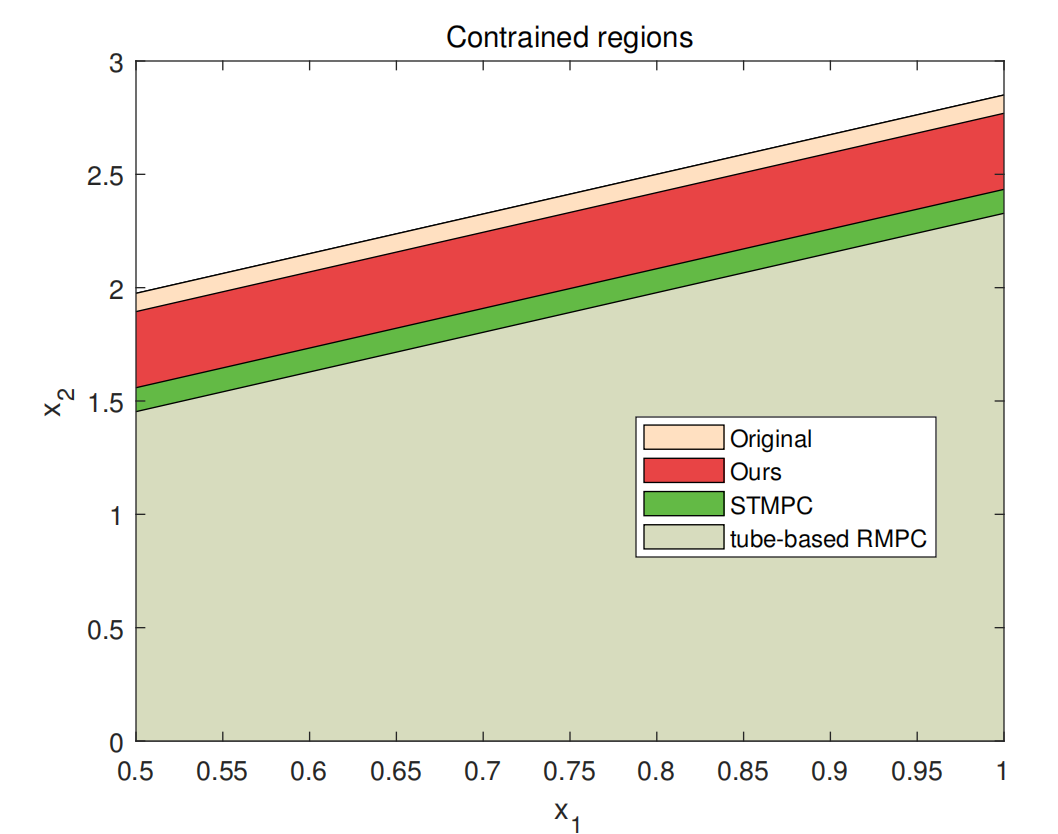 Contrained regions
3
2.5
2
1.5
1
0.5
0
x2
Original
Ours
STMPC
tube-based RMPC
0.5 0.55 0.6 0.65 0.7 0.75 0.8 0.85 0.9 0.95 1
x1